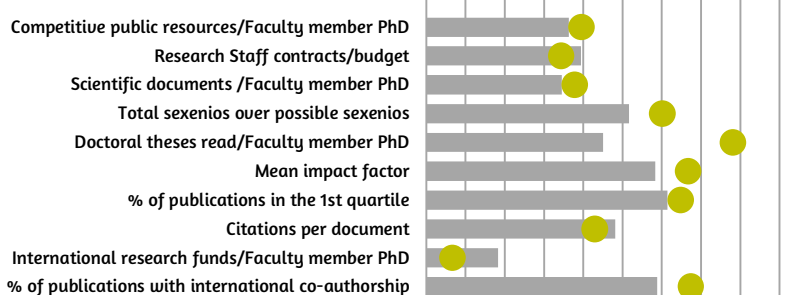 Competitive public resources/Faculty member PhD
Research Staff contracts/budget
Scientific documents /Faculty member PhD
Total sexenios over possible sexenios
Doctoral theses read/Faculty member PhD
Mean impact factor
% of publications in the 1st quartile
Citations per document
International research funds/Faculty member PhD
% of publications with international co-authorship